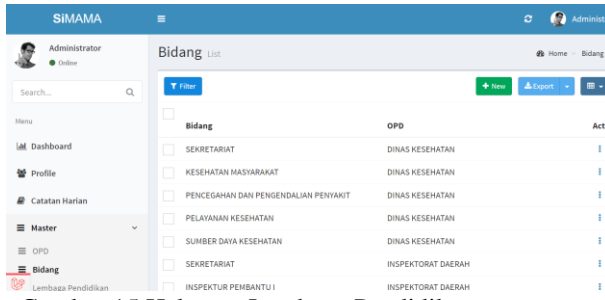 SiMAMA
Administ
Administrator
Online
Search...
Menu
Dashboard
Profile
Catatan Harian
Master
OPD
Bidang
Lembaga Pendidikan
Bidang List
Home > Bidang
Filter
+ New
Export
Bidang OPD Act
SEKRETARIAT DINAS KESEHATAN
KESEHATAN MASYARAKAT DINAS KESEHATAN
PENCEGAHAN DAN PENGENDALIAN PENYAKIT DINAS KESEHATAN
PELAYANAN KESEHATAN DINAS KESEHATAN
SUMBER DAYA KESEHATAN DINAS KESEHATAN
SEKRETARIAT INSPEKTORAT DAERAH
INSPEKTUR PEMBANTU I INSPEKTORAT DAERAH